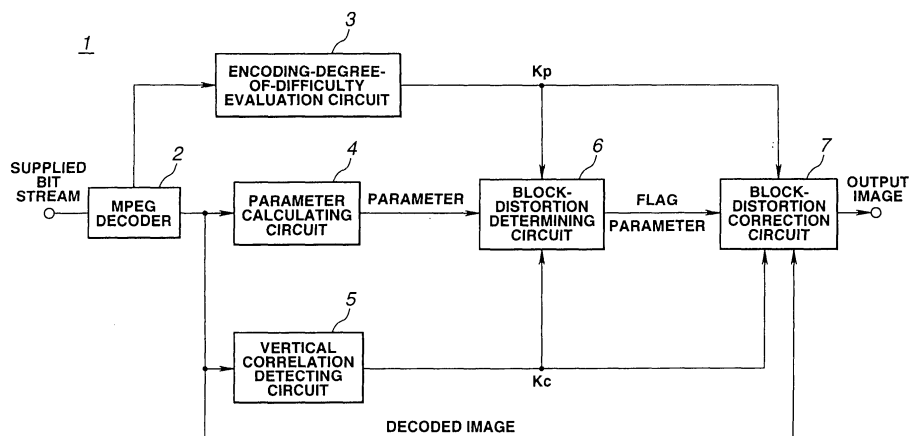 1
3
ENCODING-DEGREE-
OF-DIFFICULTY
EVALUATION CIRCUIT
Kp
SUPPLIED
BIT
STREAM
2
MPEG
DECODER
4
PARAMETER
CALCULATING
CIRCUIT
PARAMETER
6
BLOCK-
DISTORTION
DETERMINING
CIRCUIT
FLAG
PARAMETER
7
BLOCK-
DISTORTION
CORRECTION
CIRCUIT
OUTPUT
IMAGE
5
VERTICAL
CORRELATION
DETECTING
CIRCUIT
Kc
DECODED IMAGE